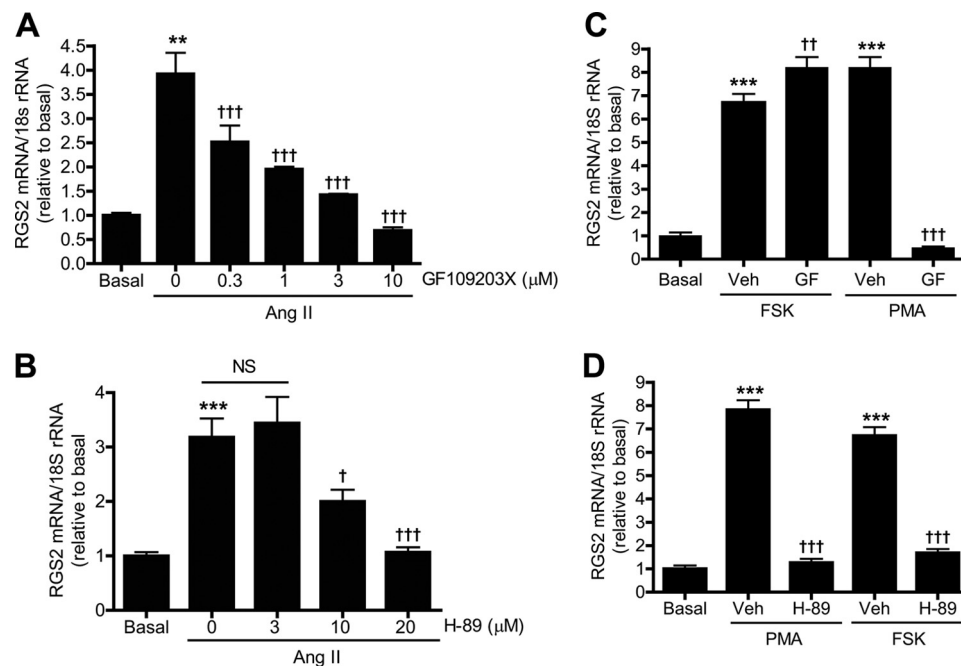 A
RGS2 mRNA/18s rRNA
(relative to basal)
4.5
4.0
3.5
3.0
2.5
2.0
1.5
1.0
0.5
0.0
**
†††
†††
†††
†††
Basal 0 0.3 1 3 10 GF109203X (μM)
Ang II
B
RGS2 mRNA/18S rRNA
(relative to basal)
4
3
2
1
0
NS
***
†
†††
Basal 0 3 10 20 H-89 (μM)
Ang II
C
RGS2 mRNA/18S rRNA
(relative to basal)
9
8
7
6
5
4
3
2
1
0
***
††
***
†††
Basal Veh GF Veh GF
FSK PMA
D
RGS2 mRNA/18S rRNA
(relative to basal)
9
8
7
6
5
4
3
2
1
0
***
†††
***
†††
Basal Veh H-89 Veh H-89
PMA FSK